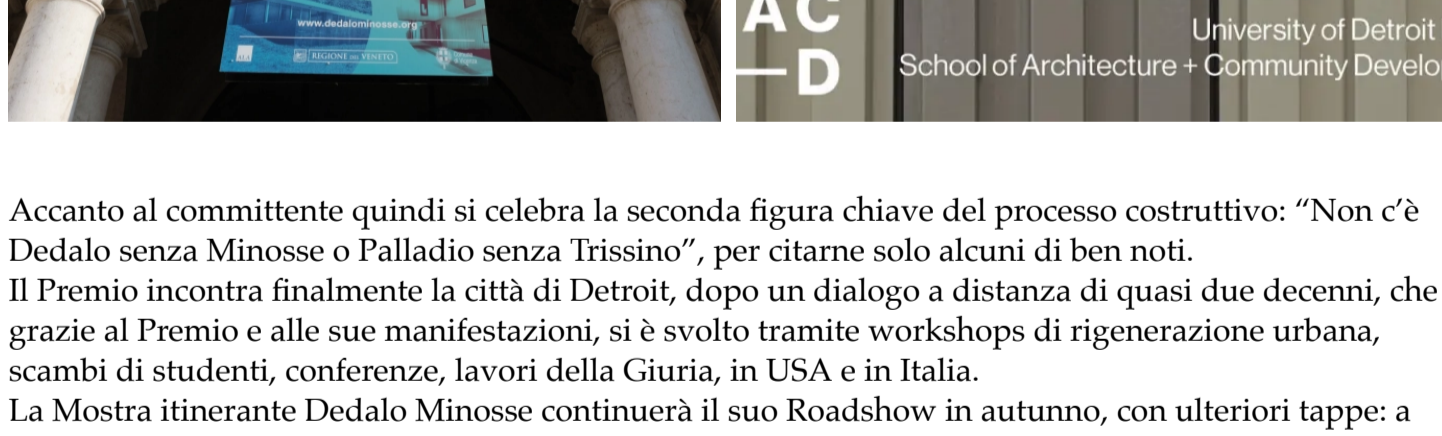 www.dedalominosse.org
REGIONE DEL VENETO
AC
—D
University of Detroit
School of Architecture + Community Develo
Accanto al committente quindi si celebra la seconda figura chiave del processo costruttivo: “Non c’è
Dedalo senza Minosse o Palladio senza Trissino”, per citarne solo alcuni di ben noti.
Il Premio incontra finalmente la città di Detroit, dopo un dialogo a distanza di quasi due decenni, che
grazie al Premio e alle sue manifestazioni, si è svolto tramite workshops di rigenerazione urbana,
scambi di studenti, conferenze, lavori della Giuria, in USA e in Italia.
La Mostra itinerante Dedalo Minosse continuerà il suo Roadshow in autunno, con ulteriori tappe: a